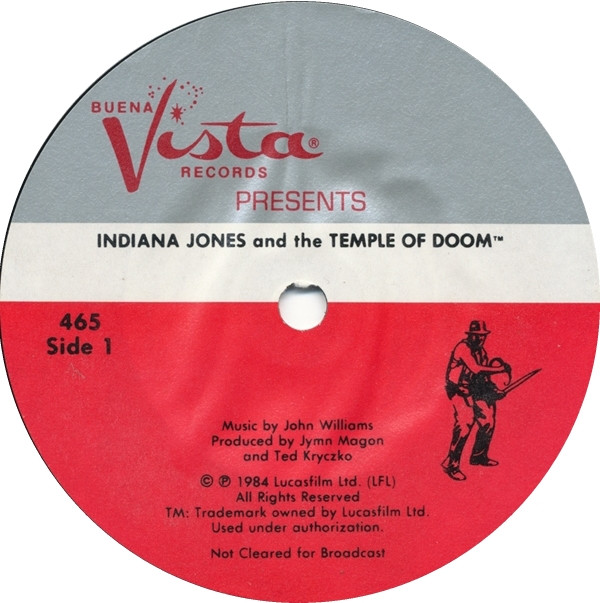 BUENA
Vista®
RECORDS
PRESENTS
INDIANA JONES and the TEMPLE OF DOOM™
465
Side 1
Music by John Williams
Produced by Jymn Magon
and Ted Kryczko
© ℗ 1984 Lucasfilm Ltd. (LFL)
All Rights Reserved
TM: Trademark owned by Lucasfilm Ltd.
Used under authorization.
Not Cleared for Broadcast